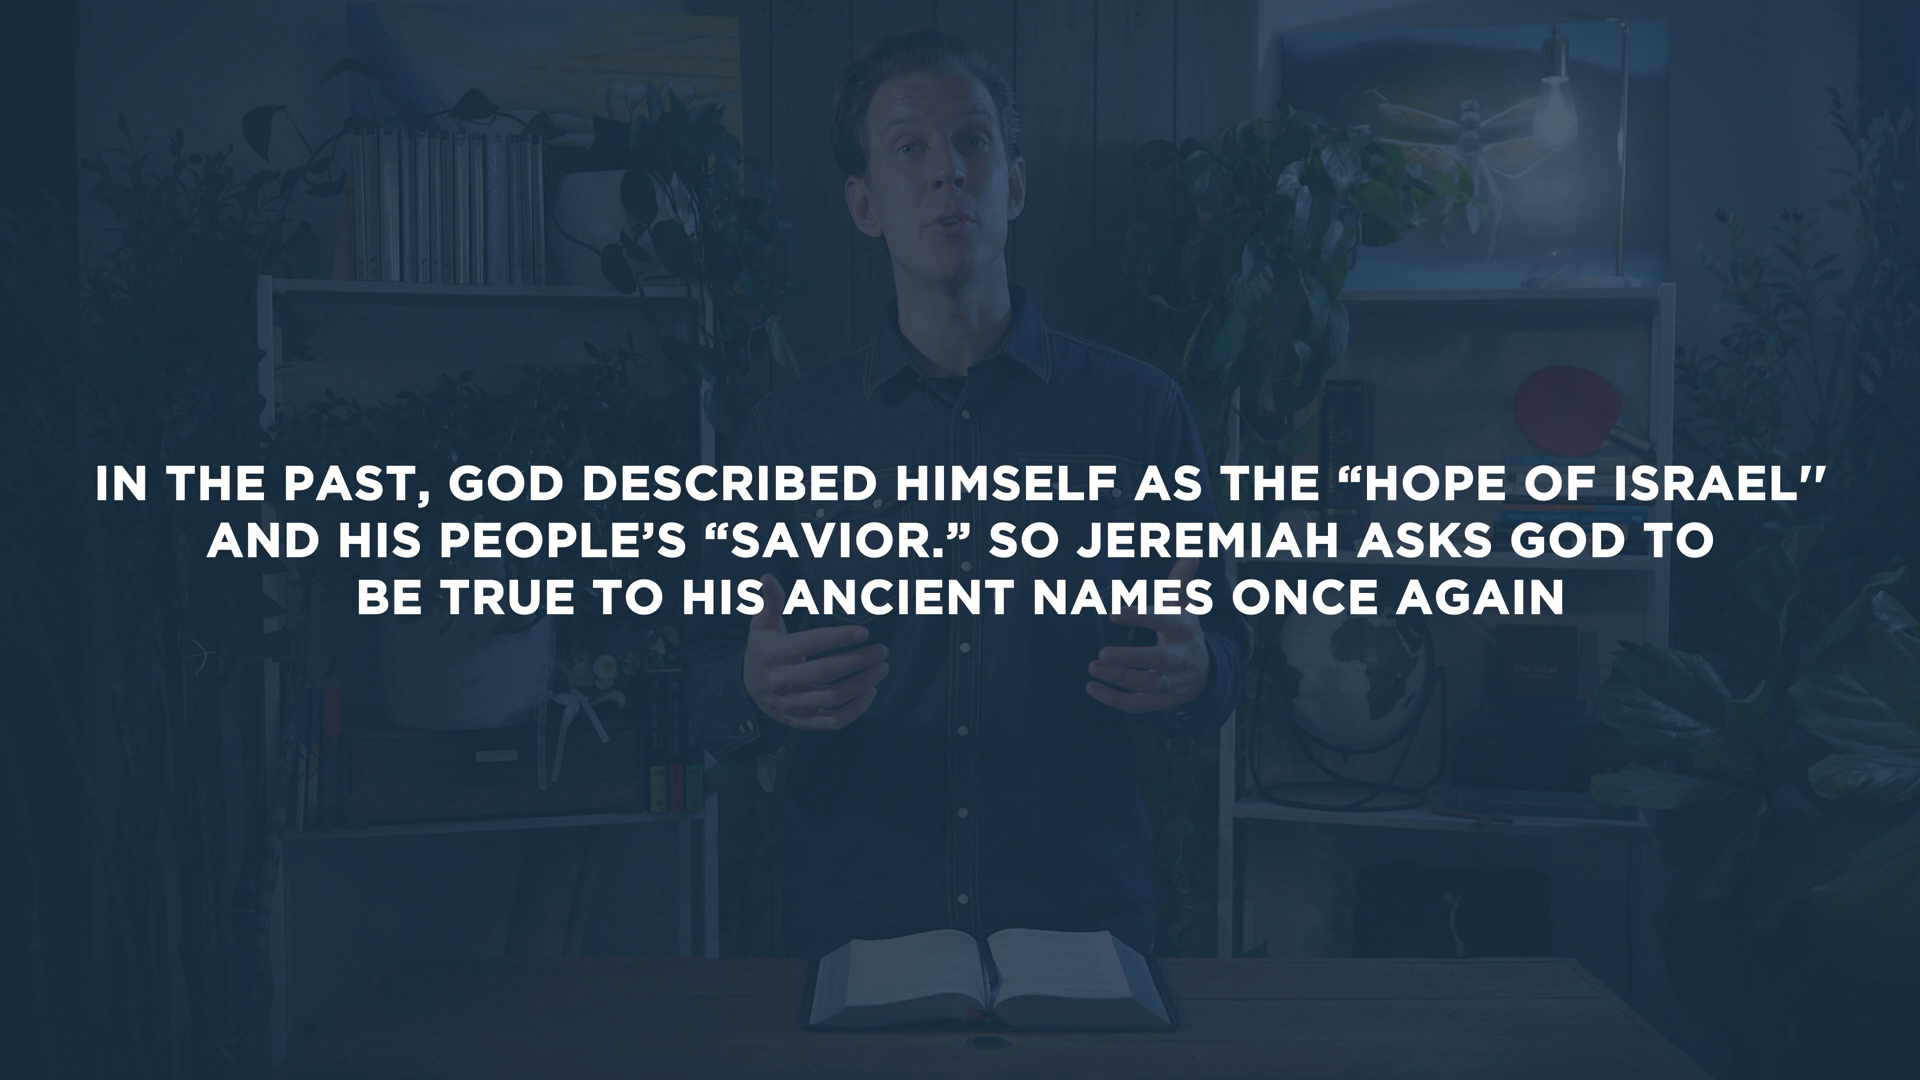 IN THE PAST, GOD DESCRIBED HIMSELF AS THE “HOPE OF ISRAEL''
AND HIS PEOPLE’S “SAVIOR.” SO JEREMIAH ASKS GOD TO
BE TRUE TO HIS ANCIENT NAMES ONCE AGAIN